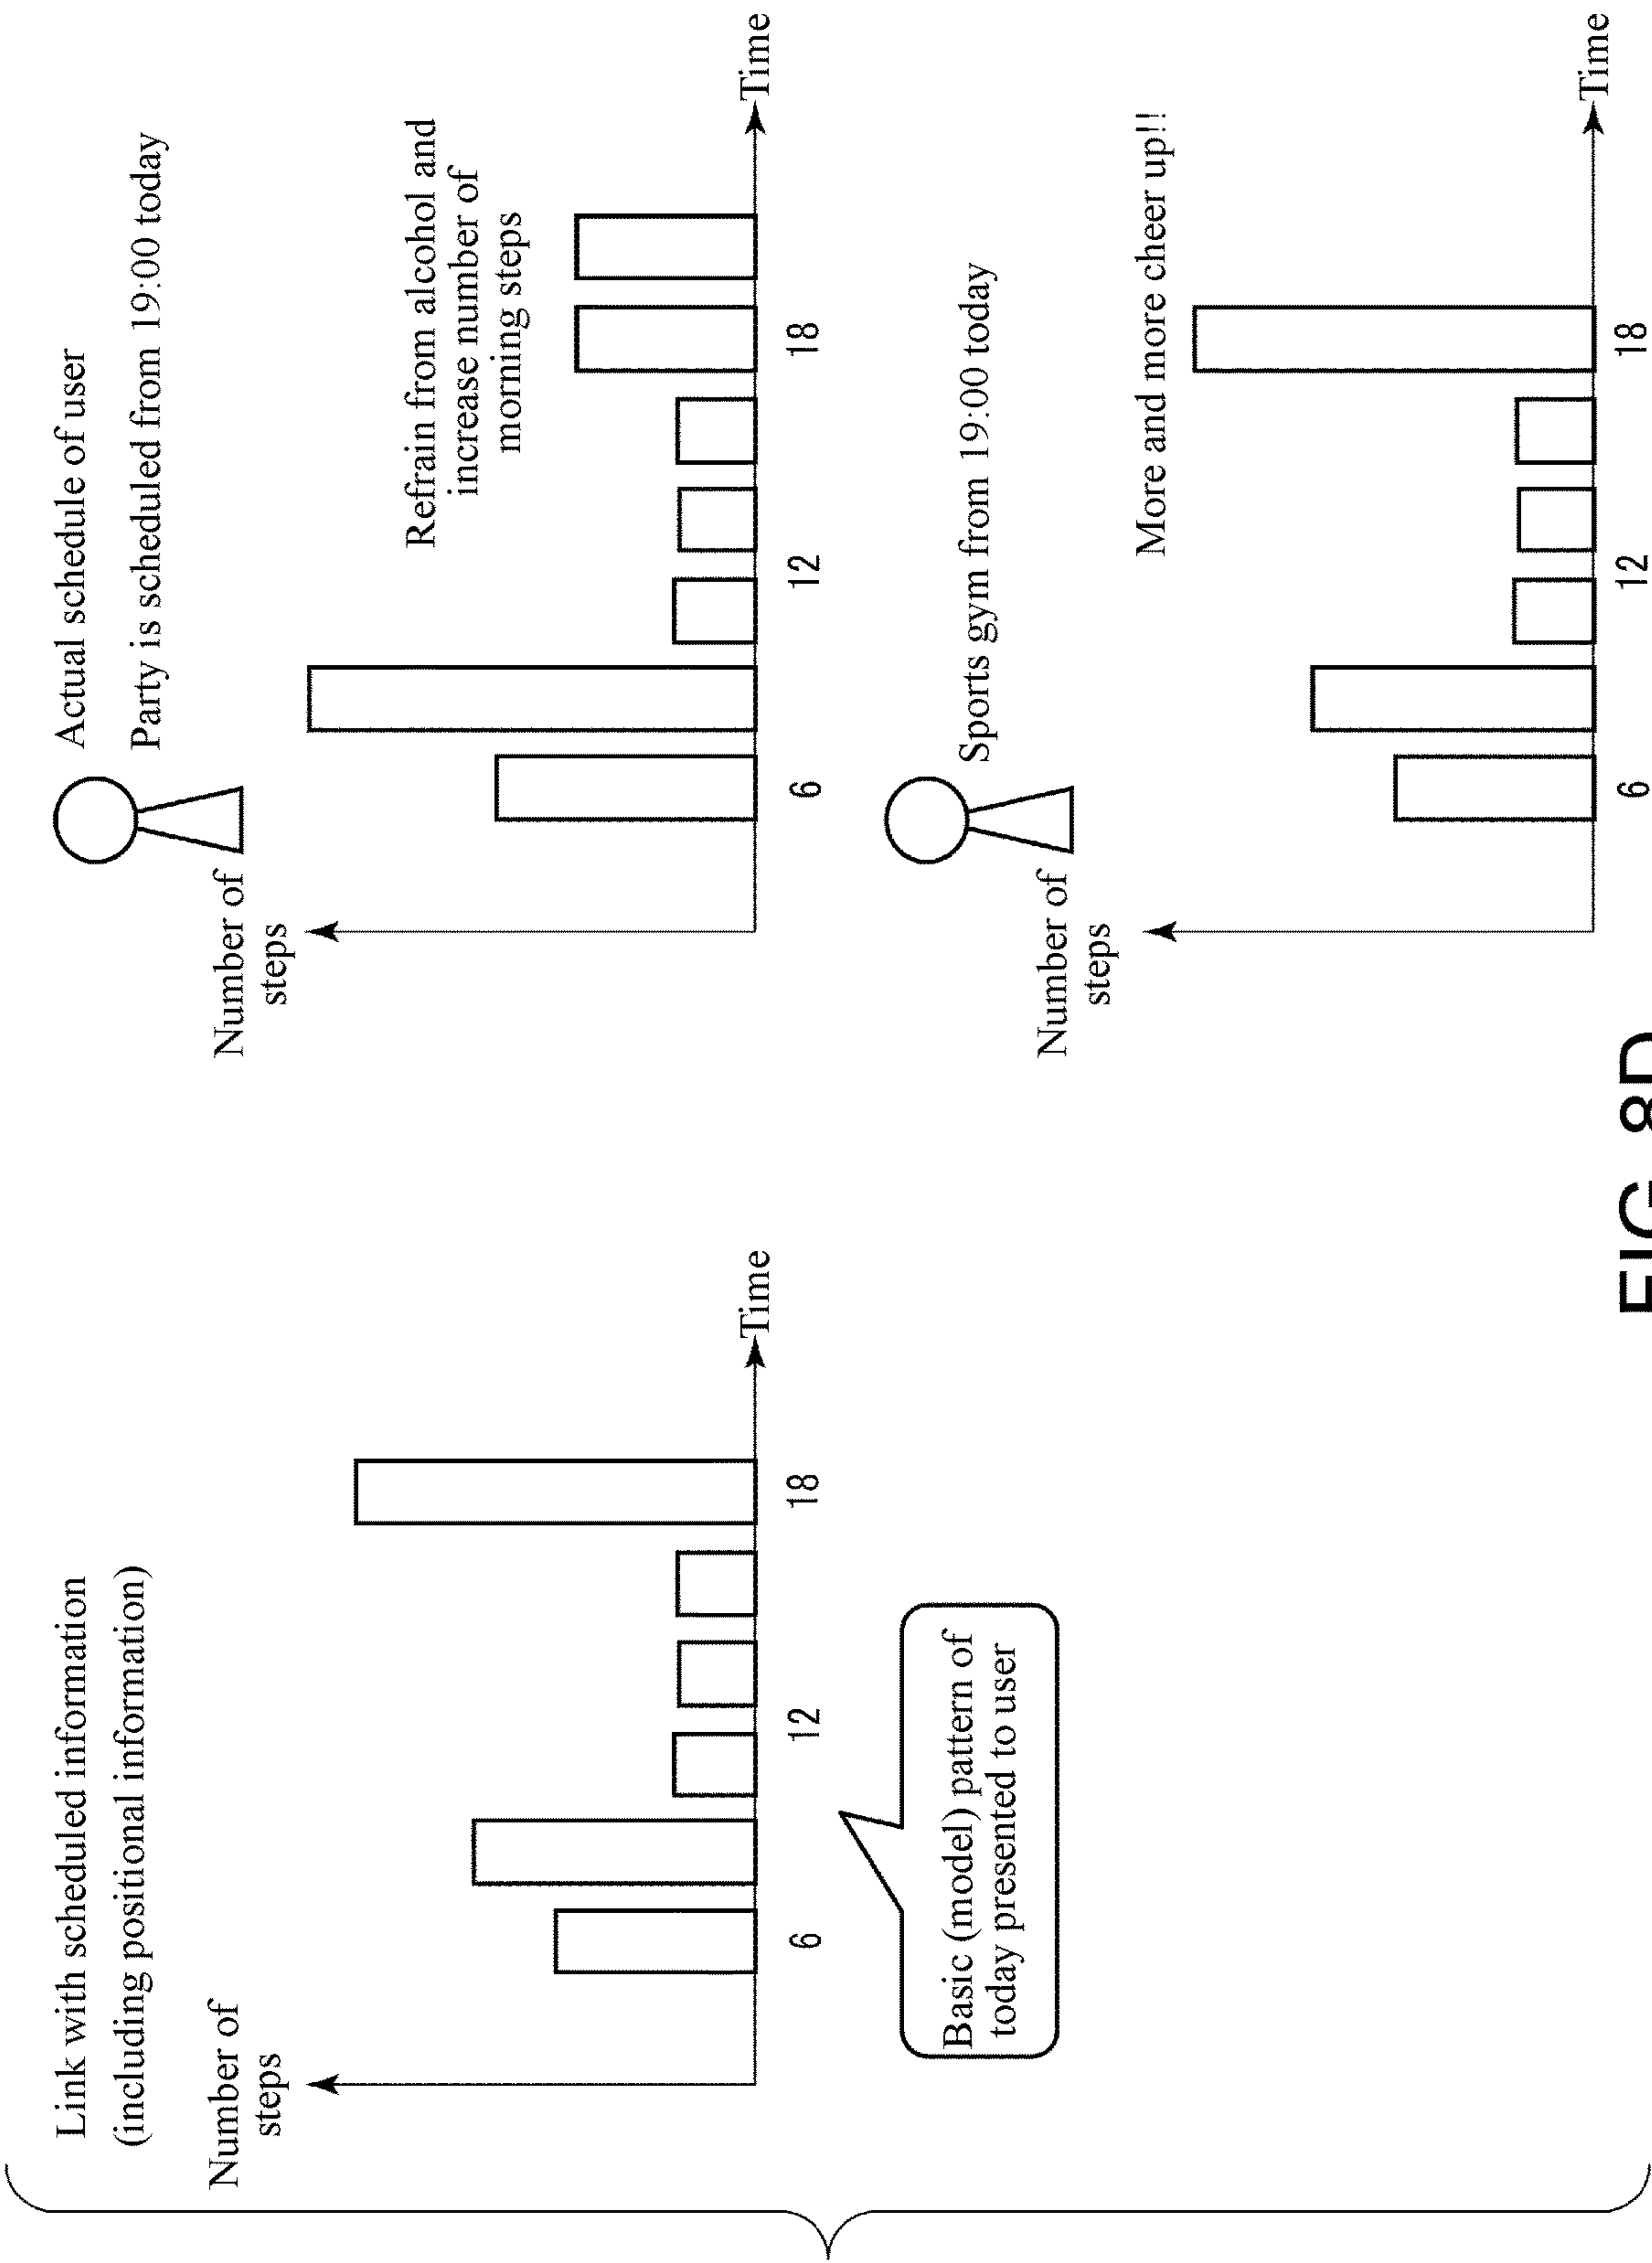 Link with scheduled information
(including positional information)
Number of
steps
6
12
18
Time
Basic (model) pattern of
today presented to user
Actual schedule of user
Party is scheduled from 19:00 today
Number of
steps
Refrain from alcohol and
increase number of
morning steps
6
12
18
Time
Sports gym from 19:00 today
Number of
steps
More and more cheer up!!
6
12
18
Time
FIG. 8D